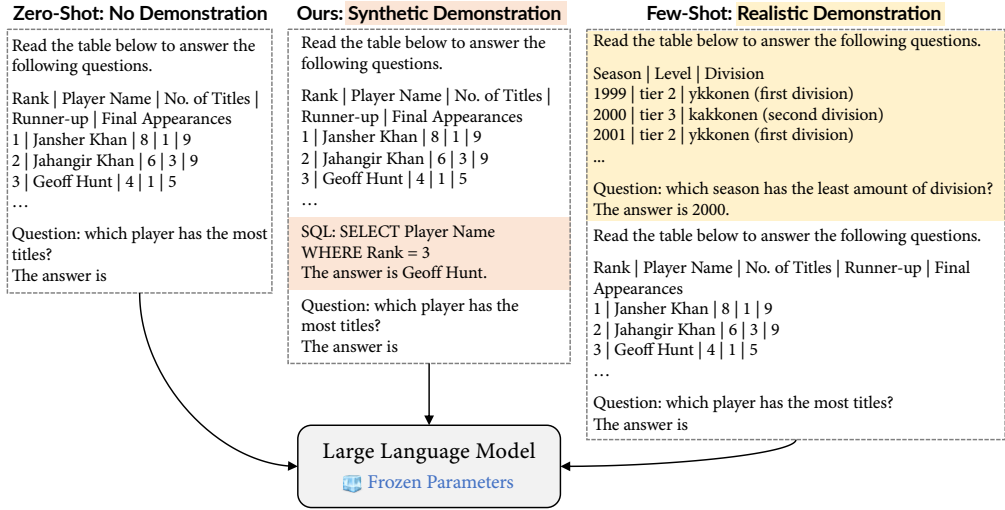 Zero-Shot: No Demonstration
Read the table below to answer the
following questions.
Rank | Player Name | No. of Titles |
Runner-up | Final Appearances
1 | Jansher Khan | 8 | 1 | 9
2 | Jahangir Khan | 6 | 3 | 9
3 | Geoff Hunt | 4 | 1 | 5
…
Question: which player has the most
titles?
The answer is
Ours: Synthetic Demonstration
Read the table below to answer the
following questions.
Rank | Player Name | No. of Titles |
Runner-up | Final Appearances
1 | Jansher Khan | 8 | 1 | 9
2 | Jahangir Khan | 6 | 3 | 9
3 | Geoff Hunt | 4 | 1 | 5
…
SQL: SELECT Player Name
WHERE Rank = 3
The answer is Geoff Hunt.
Question: which player has the
most titles?
The answer is
Few-Shot: Realistic Demonstration
Read the table below to answer the following questions.
Season | Level | Division
1999 | tier 2 | ykkonen (first division)
2000 | tier 3 | kakkonen (second division)
2001 | tier 2 | ykkonen (first division)
...
Question: which season has the least amount of division?
The answer is 2000.
Read the table below to answer the following questions.
Rank | Player Name | No. of Titles | Runner-up | Final
Appearances
1 | Jansher Khan | 8 | 1 | 9
2 | Jahangir Khan | 6 | 3 | 9
3 | Geoff Hunt | 4 | 1 | 5
…
Question: which player has the most titles?
The answer is
Large Language Model
Frozen Parameters